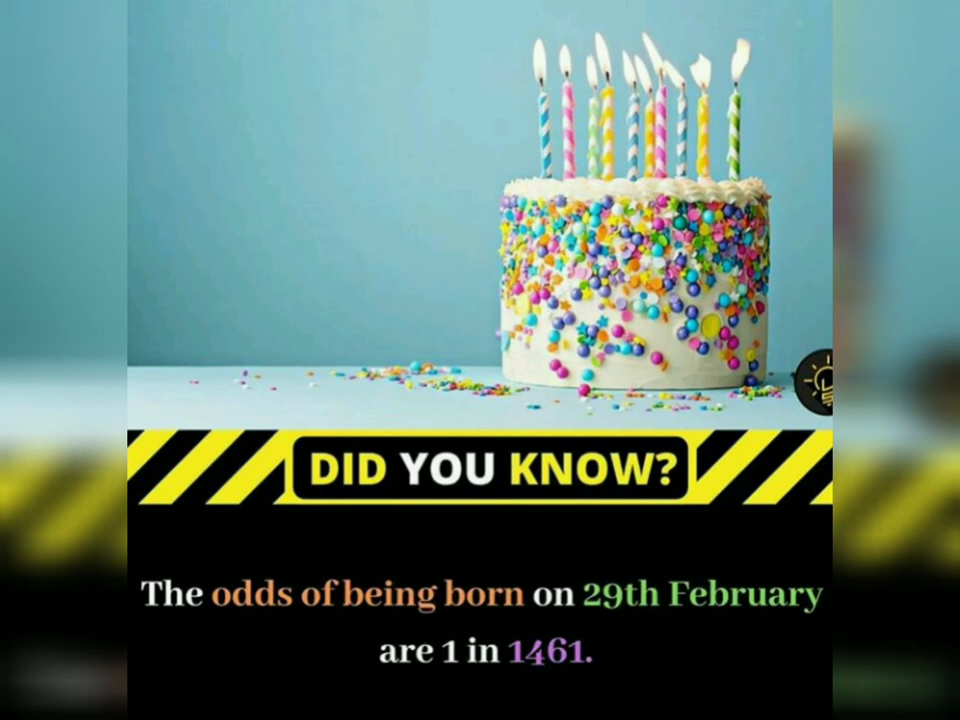 DID YOU KNOW?
The odds of being born on 29th February
are 1 in 1461.